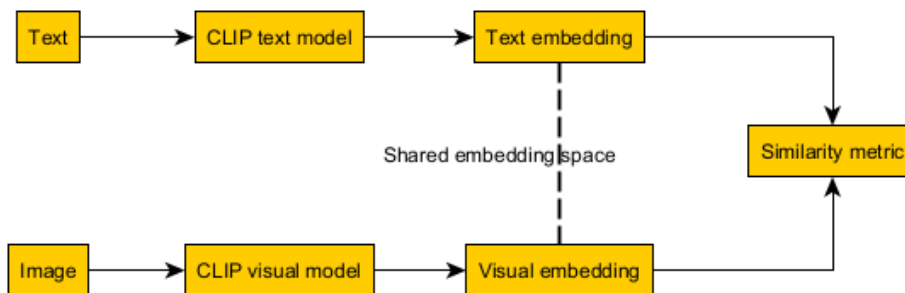 Text
CLIP text model
Text embedding
Shared embedding space
Similarity metric
Image
CLIP visual model
Visual embedding